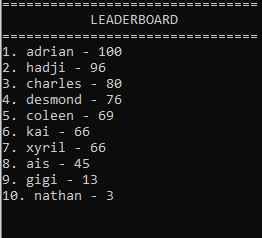 ================================
LEADERBOARD
================================
1. adrian - 100
2. hadji - 96
3. charles - 80
4. desmond - 76
5. coleen - 69
6. kai - 66
7. xyril - 66
8. ais - 45
9. gigi - 13
10. nathan - 3